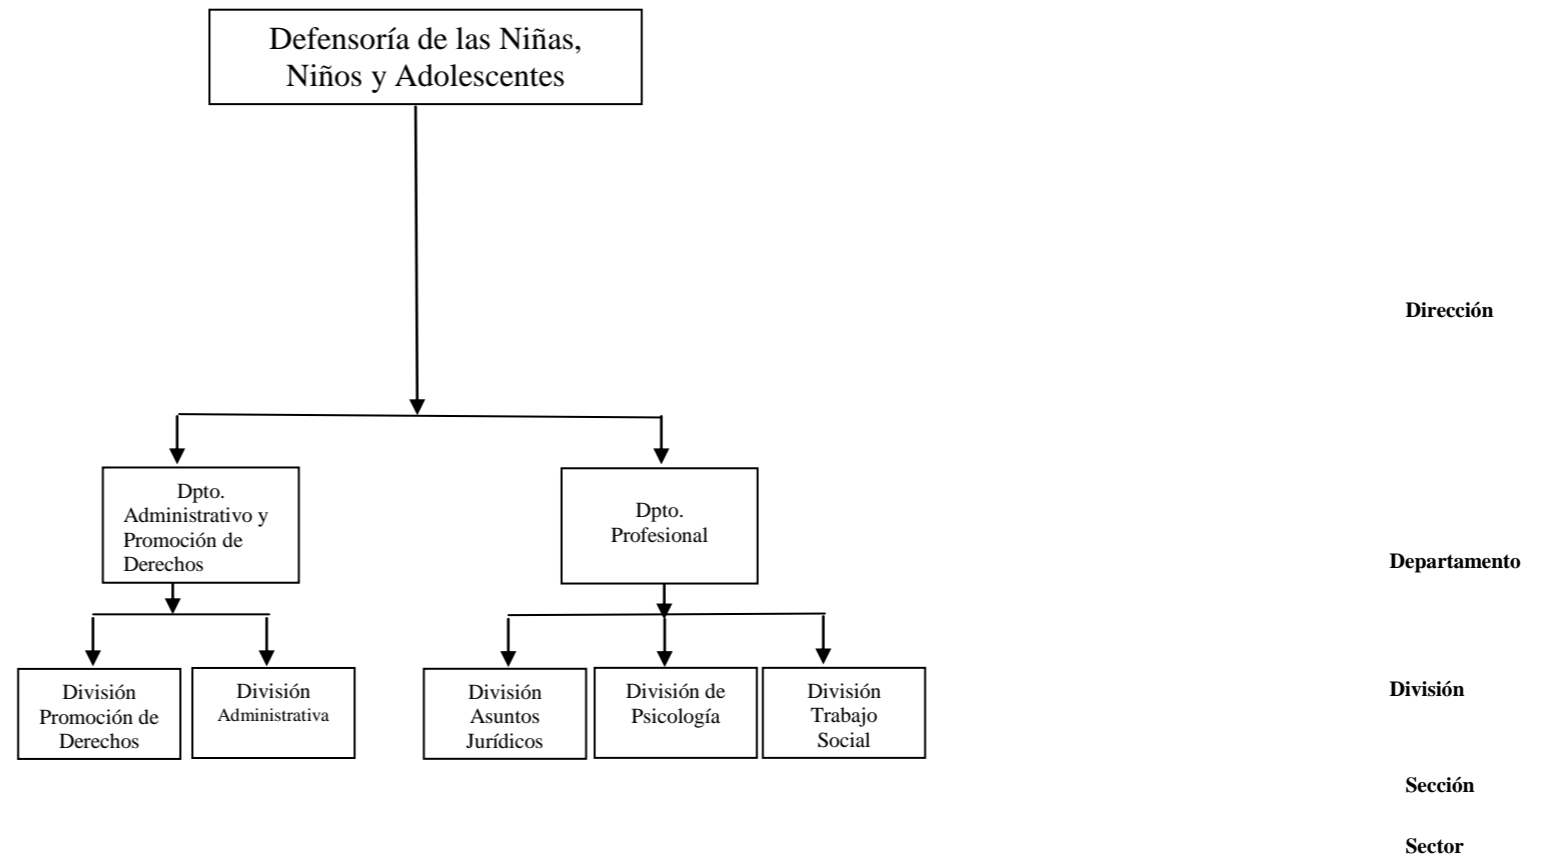 Defensoría de las Niñas,
Niños y Adolescentes
Dirección
Dpto.
Administrativo y
Promoción de
Derechos
Dpto.
Profesional
Departamento
División
Promoción de
Derechos
División
Administrativa
División
Asuntos
Jurídicos
División de
Psicología
División
Trabajo
Social
División
Sección
Sector